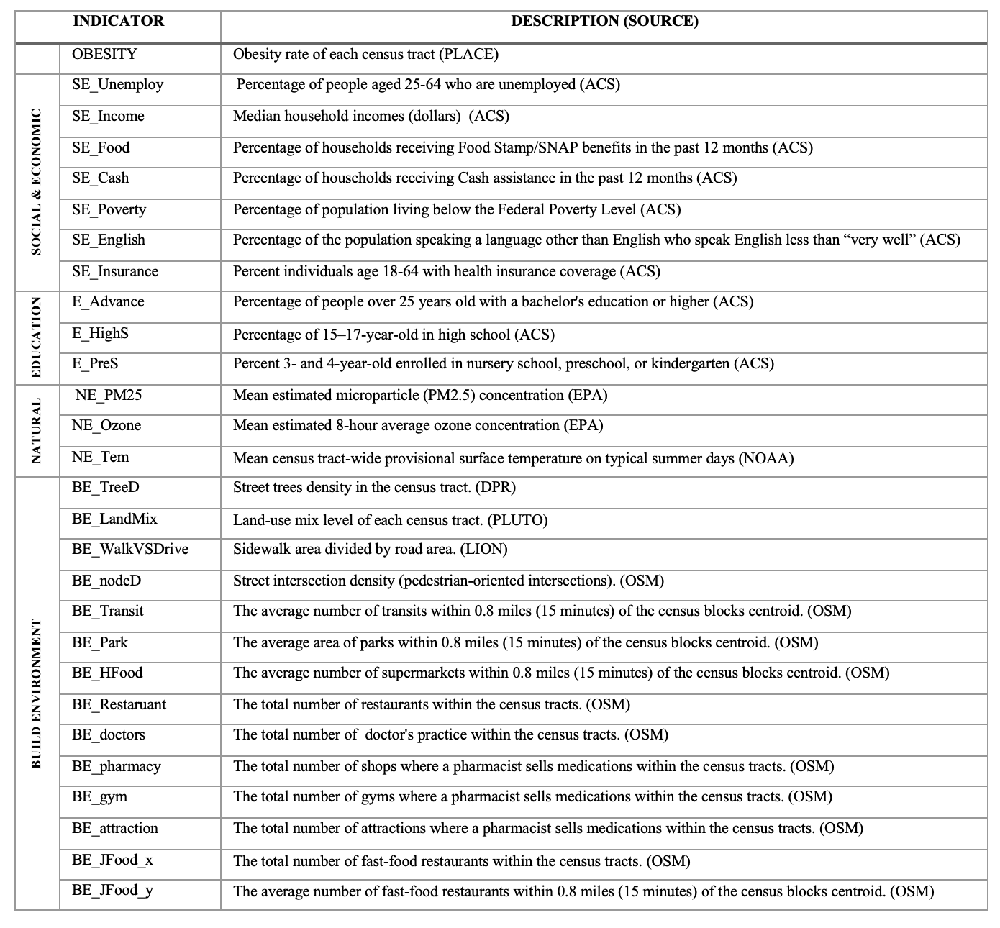 INDICATOR DESCRIPTION (SOURCE)
OBESITY Obesity rate of each census tract (PLACE)
SOCIAL & ECONOMIC
SE_Unemploy Percentage of people aged 25-64 who are unemployed (ACS)
SE_Income Median household incomes (dollars) (ACS)
SE_Food Percentage of households receiving Food Stamp/SNAP benefits in the past 12 months (ACS)
SE_Cash Percentage of households receiving Cash assistance in the past 12 months (ACS)
SE_Poverty Percentage of population living below the Federal Poverty Level (ACS)
SE_English Percentage of the population speaking a language other than English who speak English less than “very well” (ACS)
SE_Insurance Percent individuals age 18-64 with health insurance coverage (ACS)
EDUCATION
E_Advance Percentage of people over 25 years old with a bachelor's education or higher (ACS)
E_HighS Percentage of 15–17-year-old in high school (ACS)
E_PreS Percent 3- and 4-year-old enrolled in nursery school, preschool, or kindergarten (ACS)
NATURAL
NE_PM25 Mean estimated microparticle (PM2.5) concentration (EPA)
NE_Ozone Mean estimated 8-hour average ozone concentration (EPA)
NE_Tem Mean census tract-wide provisional surface temperature on typical summer days (NOAA)
BUILD ENVIRONMENT
BE_TreeD Street trees density in the census tract. (DPR)
BE_LandMix Land-use mix level of each census tract. (PLUTO)
BE_WalkVSDrive Sidewalk area divided by road area. (LION)
BE_nodeD Street intersection density (pedestrian-oriented intersections). (OSM)
BE_Transit The average number of transits within 0.8 miles (15 minutes) of the census blocks centroid. (OSM)
BE_Park The average area of parks within 0.8 miles (15 minutes) of the census blocks centroid. (OSM)
BE_HFood The average number of supermarkets within 0.8 miles (15 minutes) of the census blocks centroid. (OSM)
BE_Restaruant The total number of restaurants within the census tracts. (OSM)
BE_doctors The total number of doctor's practice within the census tracts. (OSM)
BE_pharmacy The total number of shops where a pharmacist sells medications within the census tracts. (OSM)
BE_gym The total number of gyms where a pharmacist sells medications within the census tracts. (OSM)
BE_attraction The total number of attractions where a pharmacist sells medications within the census tracts. (OSM)
BE_JFood_x The total number of fast-food restaurants within the census tracts. (OSM)
BE_JFood_y The average number of fast-food restaurants within 0.8 miles (15 minutes) of the census blocks centroid. (OSM)